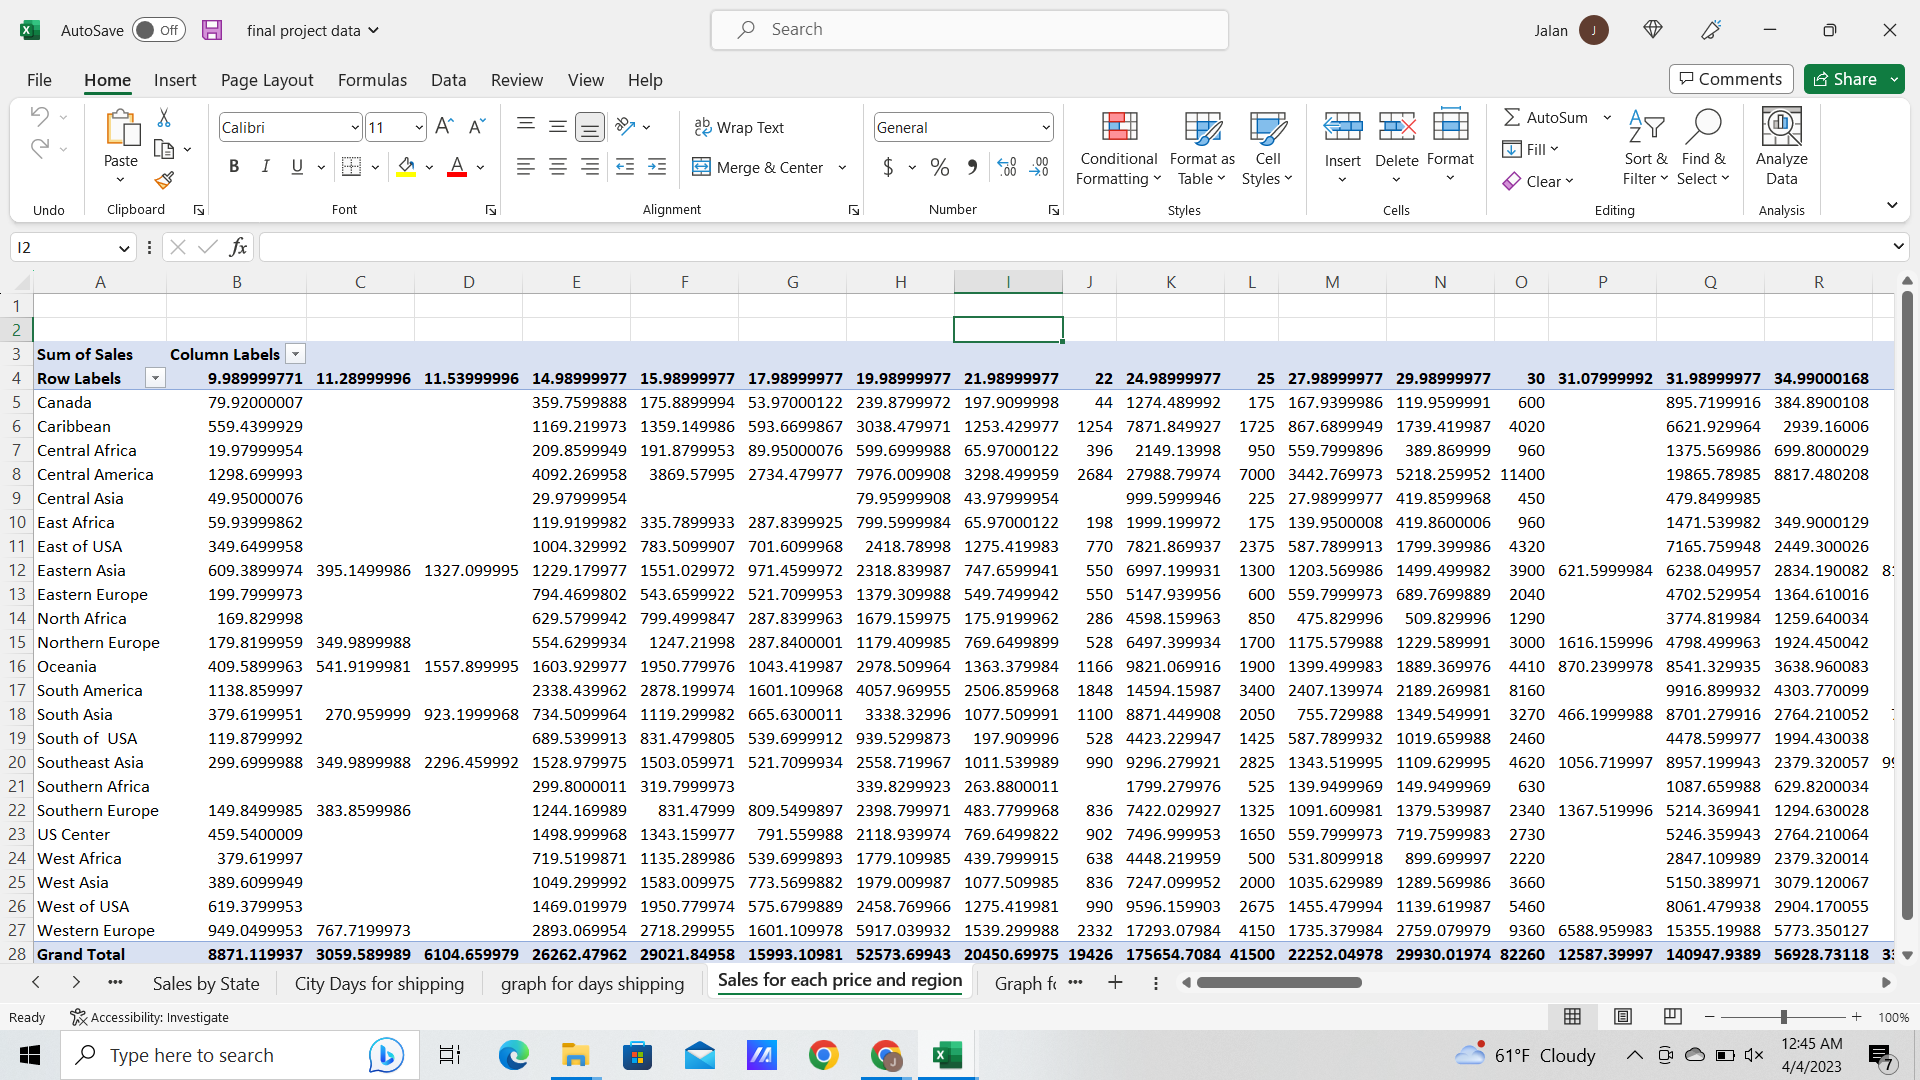 AutoSave Off final project data Search Jalan J
File Home Insert Page Layout Formulas Data Review View Help Comments Share
Calibri 11 Wrap Text General AutoSum
Paste B I U Merge & Center $ % , Conditional Formatting Format as Table Cell Styles Insert Delete Format Fill Clear Sort & Filter Find & Select Analyze Data
Undo Clipboard Font Alignment Number Styles Cells Editing Analysis
I2 fx
A B C D E F G H I J K L M N O P Q R
1
2
3 Sum of Sales Column Labels
4 Row Labels 9.989999771 11.28999996 11.53999996 14.98999977 15.98999977 17.98999977 19.98999977 21.98999977 22 24.98999977 25 27.98999977 29.98999977 30 31.07999992 31.98999977 34.99000168
5 Canada 79.92000007 359.7599888 175.8899994 53.97000122 239.8799972 197.9099998 44 1274.489992 175 167.9399986 119.9599991 600 895.7199916 384.8900108
6 Caribbean 559.4399929 1169.219973 1359.149986 593.6699867 3038.479971 1253.429977 1254 7871.849927 1725 867.6899949 1739.419987 4020 6621.929964 2939.16006
7 Central Africa 19.97999954 209.8599949 191.8799953 89.95000076 599.6999988 65.97000122 396 2149.13998 950 559.7999896 389.869999 960 1375.569986 699.8000029
8 Central America 1298.699993 4092.269958 3869.57995 2734.479977 7976.009908 3298.499959 2684 27988.79974 7000 3442.769973 5218.259952 11400 19865.78985 8817.480208
9 Central Asia 49.95000076 29.97999954 79.95999908 43.97999954 999.5999946 225 27.98999977 419.8599968 450 479.8499985
10 East Africa 59.93999862 119.9199982 335.7899933 287.8399925 799.5999984 65.97000122 198 1999.199972 175 139.9500008 419.8600006 960 1471.539982 349.9000129
11 East of USA 349.6499958 1004.329992 783.5099907 701.6099968 2418.78998 1275.419983 770 7821.869937 2375 587.7899913 1799.399986 4320 7165.759948 2449.300026
12 Eastern Asia 609.3899974 395.1499986 1327.099995 1229.179977 1551.029972 971.4599972 2318.839987 747.6599941 550 6997.199931 1300 1203.569986 1499.499982 3900 621.5999984 6238.049957 2834.190082
13 Eastern Europe 199.7999973 794.4699802 543.6599922 521.7099953 1379.309988 549.7499942 550 5147.939956 600 559.7999973 689.7699889 2040 4702.529954 1364.610016
14 North Africa 169.829998 629.5799942 799.4999847 287.8399963 1679.159975 175.9199962 286 4598.159963 850 475.829996 509.829996 1290 3774.819984 1259.640034
15 Northern Europe 179.8199959 349.9899988 554.6299934 1247.21998 287.8400001 1179.409985 769.6499899 528 6497.399934 1700 1175.579988 1229.589991 3000 1616.159996 4798.499963 1924.450042
16 Oceania 409.5899963 541.9199981 1557.899995 1603.929977 1950.779976 1043.419987 2978.509964 1363.379984 1166 9821.069916 1900 1399.499983 1889.369976 4410 870.2399978 8541.329935 3638.960083
17 South America 1138.859997 2338.439962 2878.199974 1601.109968 4057.969955 2506.859968 1848 14594.15987 3400 2407.139974 2189.269981 8160 9916.899932 4303.770099
18 South Asia 379.6199951 270.959999 923.1999968 734.5099964 1119.299982 665.6300011 3338.32996 1077.509991 1100 8871.449908 2050 755.729988 1349.549991 3270 466.1999988 8701.279916 2764.210052
19 South of  USA 119.8799992 689.5399913 831.4799805 539.6999912 939.5299873 197.909996 528 4423.229947 1425 587.7899932 1019.659988 2460 4478.599977 1994.430038
20 Southeast Asia 299.6999988 349.9899988 2296.459992 1528.979975 1503.059971 521.7099934 2558.719967 1011.539989 990 9296.279921 2825 1343.519995 1109.629995 4620 1056.719997 8957.199943 2379.320057
21 Southern Africa 299.8000011 319.7999973 339.8299923 263.8800011 1799.279976 525 139.9499969 149.9499969 630 1087.659988 629.8200034
22 Southern Europe 149.8499985 383.8599986 1244.169989 831.47999 809.5499897 2398.799971 483.7799968 836 7422.029927 1325 1091.609981 1379.539987 2340 1367.519996 5214.369941 1294.630028
23 US Center 459.5400009 1498.999968 1343.159977 791.559988 2118.939974 769.6499822 902 7496.999953 1650 559.7999973 719.7599983 2730 5246.359943 2764.210064
24 West Africa 379.619997 719.5199871 1135.289986 539.6999893 1779.109985 439.7999915 638 4448.219959 500 531.8099918 899.699997 2220 2847.109989 2379.320014
25 West Asia 389.6099949 1049.299992 1583.009975 773.5699882 1979.009987 1077.509985 836 7247.099952 2000 1035.629989 1289.569986 3660 5150.389971 3079.120067
26 West of USA 619.3799953 1469.019979 1950.779974 575.6799889 2458.769966 1275.419981 990 9596.159903 2675 1455.479994 1139.619987 5460 8061.479938 2904.170055
27 Western Europe 949.0499953 767.7199973 2893.069954 2718.299955 1601.109978 5917.039932 1539.299988 2332 17293.07984 4150 1735.379984 2759.079979 9360 6588.959983 15355.19988 5773.350127
28 Grand Total 8871.119937 3059.589989 6104.659979 26262.47962 29021.84958 15993.10981 52573.69943 20450.69975 19426 175654.7084 41500 22252.04978 29930.01974 82260 12587.39997 140947.9389 56928.73118
Sales by State City Days for shipping graph for days shipping Sales for each price and region Graph fo
Ready Accessibility: Investigate 100%
Type here to search 61°F Cloudy 12:45 AM
4/4/2023 7